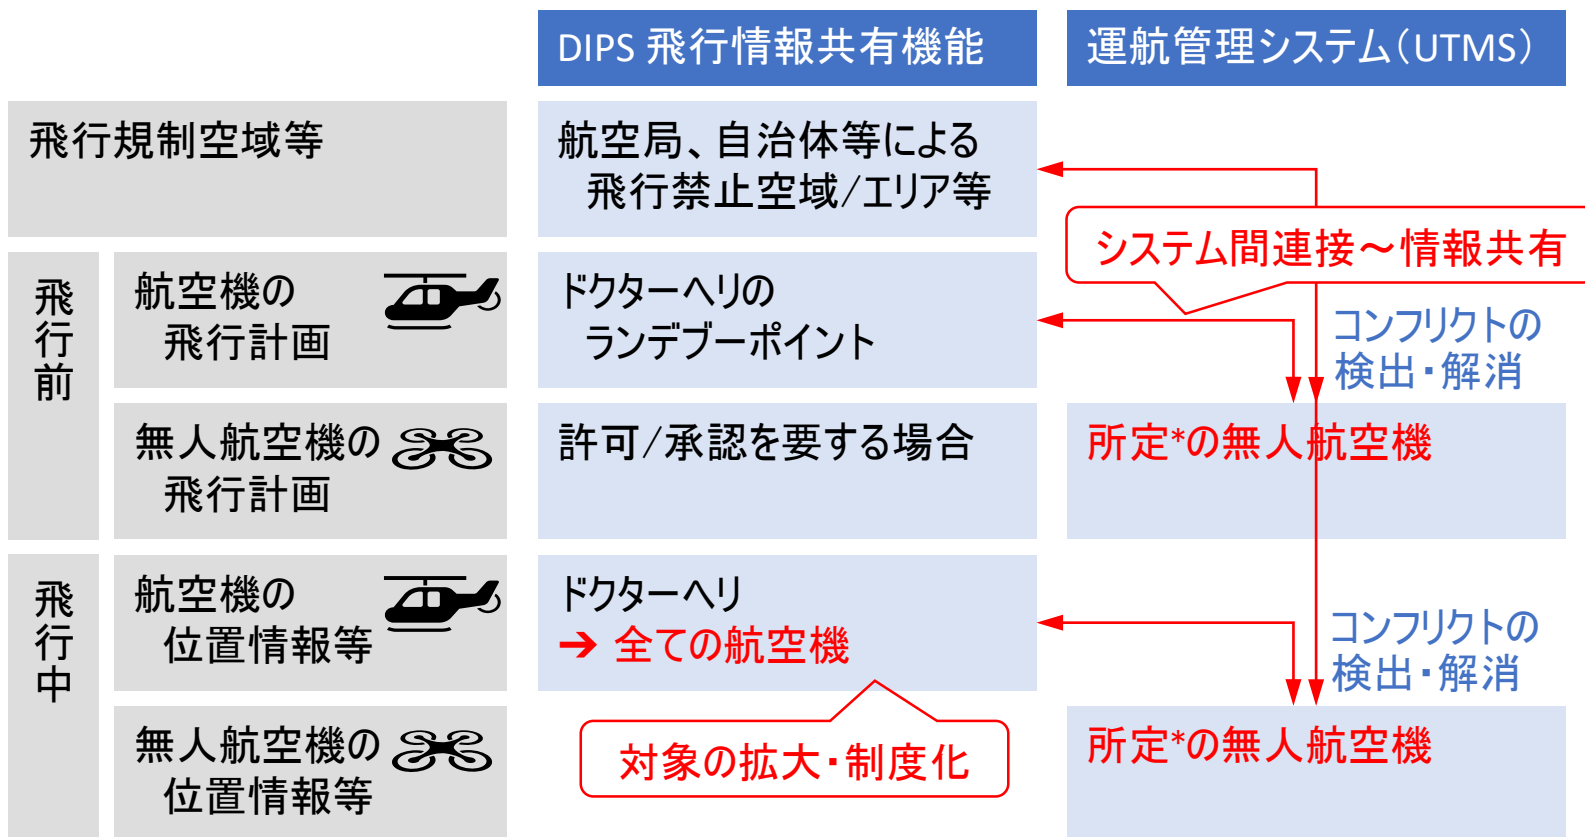 DIPS 飛行情報共有機能
運航管理システム（UTMS）
飛行規制空域等
航空局、自治体等による
飛行禁止空域/エリア等
システム間連接～情報共有
飛行前
航空機の
飛行計画
ドクターヘリの
ランデブーポイント
コンフリクトの
検出・解消
無人航空機の
飛行計画
許可/承認を要する場合
所定*の無人航空機
飛行中
航空機の
位置情報等
ドクターヘリ
➔ 全ての航空機
コンフリクトの
検出・解消
無人航空機の
位置情報等
対象の拡大・制度化
所定*の無人航空機